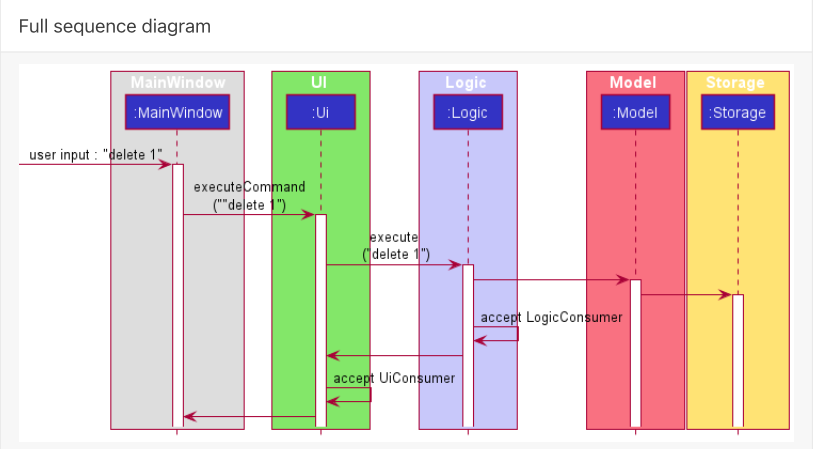 Full sequence diagram
MainWindow
UI
Logic
Model
Storage
:MainWindow
:Ui
:Logic
:Model
:Storage
user input : "delete 1"
executeCommand
(""delete 1")
execute
("delete 1")
accept LogicConsumer
accept UiConsumer